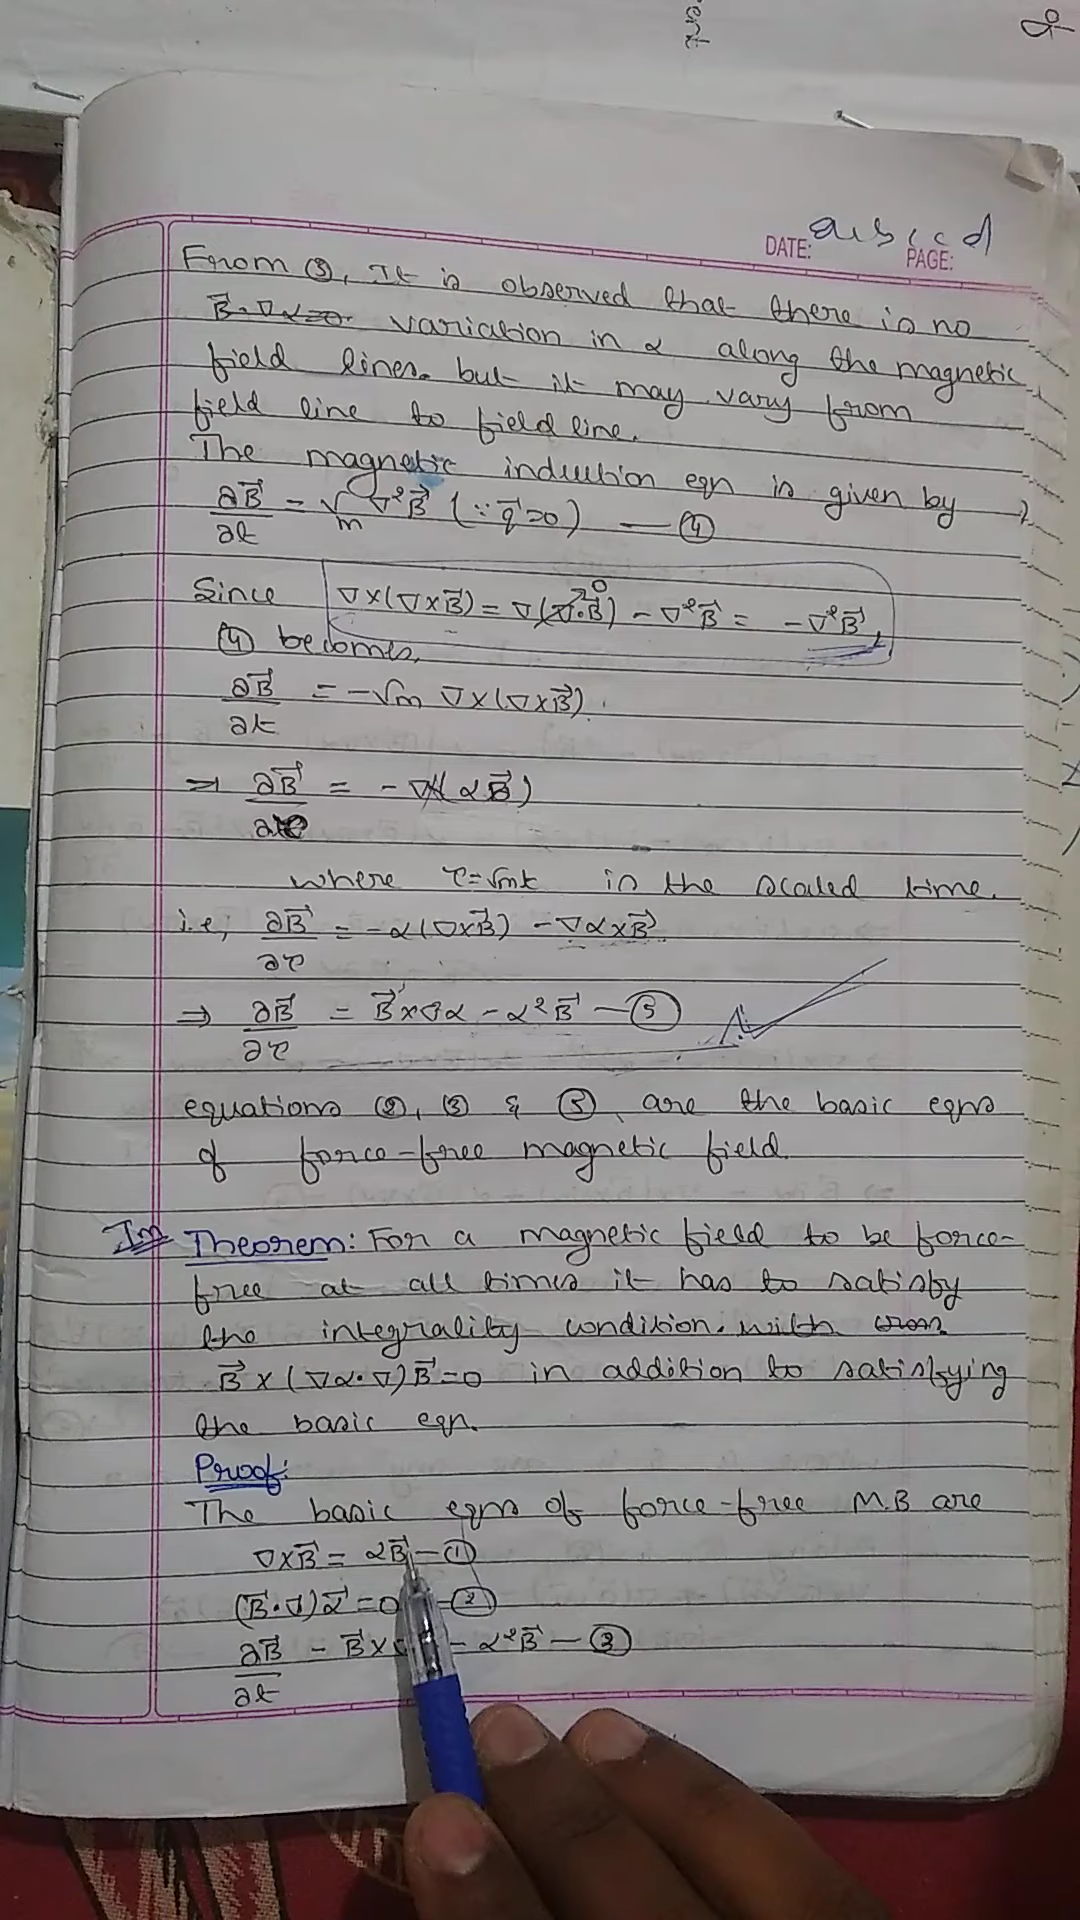 DATE: a,b,c,d
PAGE:
From (3), It is observed that there is no
B⃗·∇α=0. variation in α along the magnetic
field lines. but it may vary from
field line to field line.
The magnetic induction eqn is given by
∂B⃗/∂t = √m ∇²B⃗ (∵ q⃗=0) — (4)
Since ∇×(∇×B⃗) = ∇(∇·B⃗)→0 − ∇²B⃗ = −∇²B⃗,
(4) becomes,
∂B⃗/∂t = −√m ∇×(∇×B⃗).
⇒ ∂B⃗/∂τ = −∇×(αB⃗)
where τ=√mt is the scaled time.
i.e, ∂B⃗/∂τ = −α(∇×B⃗) − ∇α×B⃗
⇒ ∂B⃗/∂τ = B⃗×∇α − α²B⃗ — (5)
equations (2), (3) & (5) are the basic eqns
of force-free magnetic field.
Im Theorem: For a magnetic field to be force-
free at all times it has to satisfy
the integrality condition. with
B⃗×(∇α·∇)B⃗=0 in addition to satisfying
the basic eqn.
Proof:
The basic eqns of force-free M.B are
∇×B⃗ = αB⃗ — (1)
(B⃗·∇)α⃗=0 — (2)
∂B⃗/∂t − B⃗× − α²B⃗ — (3)